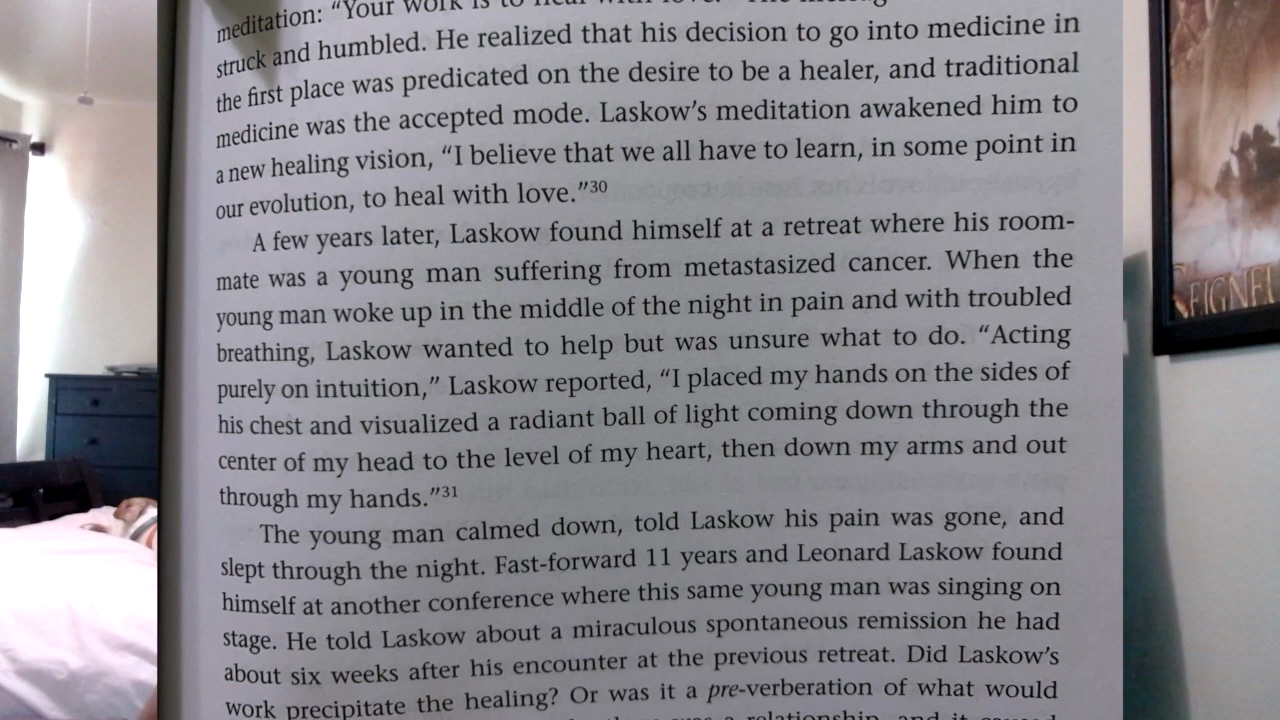 meditation: "Your work is to heal with love."
struck and humbled. He realized that his decision to go into medicine in
the first place was predicated on the desire to be a healer, and traditional
medicine was the accepted mode. Laskow's meditation awakened him to
a new healing vision, "I believe that we all have to learn, in some point in
our evolution, to heal with love."30
A few years later, Laskow found himself at a retreat where his room-
mate was a young man suffering from metastasized cancer. When the
young man woke up in the middle of the night in pain and with troubled
breathing, Laskow wanted to help but was unsure what to do. "Acting
purely on intuition," Laskow reported, "I placed my hands on the sides of
his chest and visualized a radiant ball of light coming down through the
center of my head to the level of my heart, then down my arms and out
through my hands."31
The young man calmed down, told Laskow his pain was gone, and
slept through the night. Fast-forward 11 years and Leonard Laskow found
himself at another conference where this same young man was singing on
stage. He told Laskow about a miraculous spontaneous remission he had
about six weeks after his encounter at the previous retreat. Did Laskow's
work precipitate the healing? Or was it a pre-verberation of what would
a relationship, and it